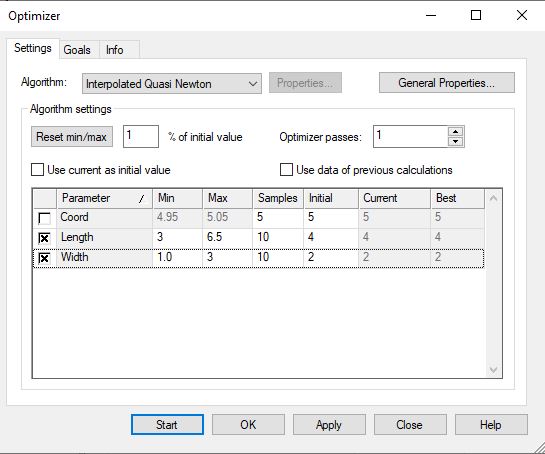 Optimizer
Settings Goals Info
Algorithm: Interpolated Quasi Newton Properties... General Properties...
Algorithm settings
Reset min/max 1 % of initial value Optimizer passes: 1
Use current as initial value Use data of previous calculations
Parameter / Min Max Samples Initial Current Best
Coord 4.95 5.05 5 5 5 5
Length 3 6.5 10 4 4 4
Width 1.0 3 10 2 2 2
Start OK Apply Close Help